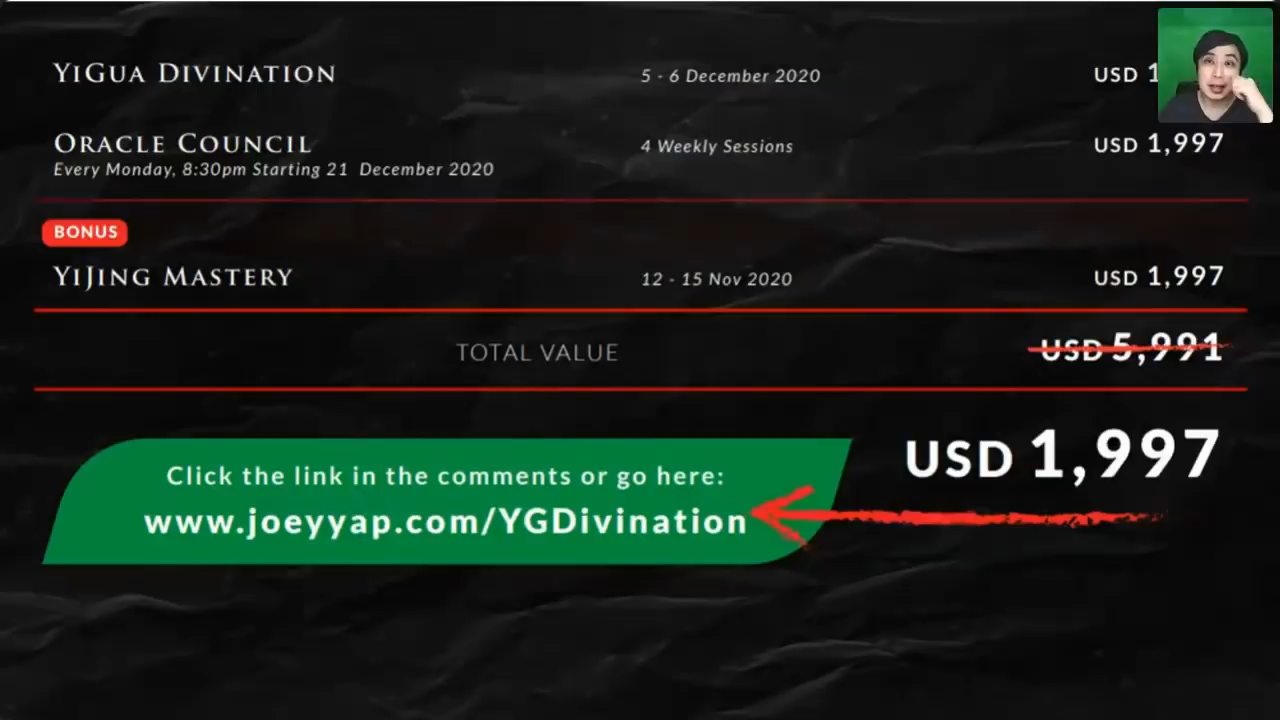 YIGUA DIVINATION 5 - 6 December 2020 USD 1
ORACLE COUNCIL 4 Weekly Sessions USD 1,997
Every Monday, 8:30pm Starting 21 December 2020
BONUS
YIJING MASTERY 12 - 15 Nov 2020 USD 1,997
TOTAL VALUE USD 5,991
USD 1,997
Click the link in the comments or go here:
www.joeyyap.com/YGDivination